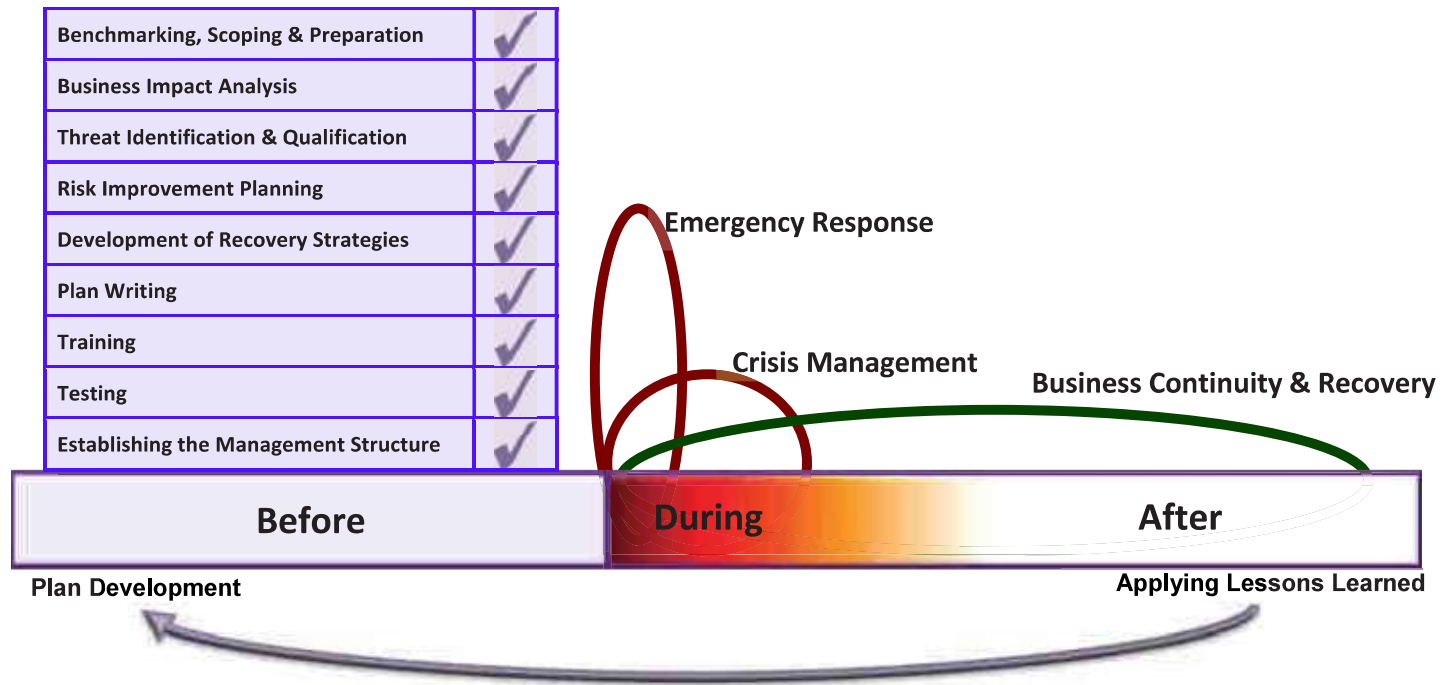 Benchmarking, Scoping & Preparation
Business Impact Analysis
Threat Identification & Qualification
Risk Improvement Planning
Development of Recovery Strategies
Plan Writing
Training
Testing
Establishing the Management Structure
Emergency Response
Crisis Management
Business Continuity & Recovery
Before
During
After
Plan Development
Applying Lessons Learned